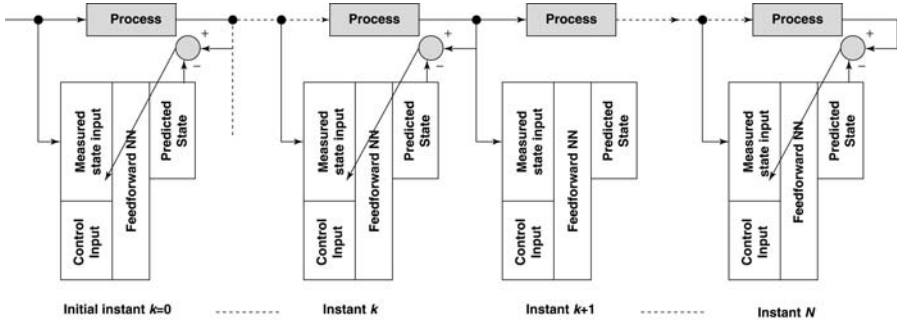 Process
Process
Process
Process
+
−
+
−
+
−
Measured
state input
Control
Input
Feedforward NN
Predicted
State
Measured
state input
Control
Input
Feedforward NN
Predicted
State
Measured
state input
Control
Input
Feedforward NN
Predicted
State
Measured
state input
Control
Input
Feedforward NN
Predicted
State
Initial instant k=0
Instant k
Instant k+1
Instant N